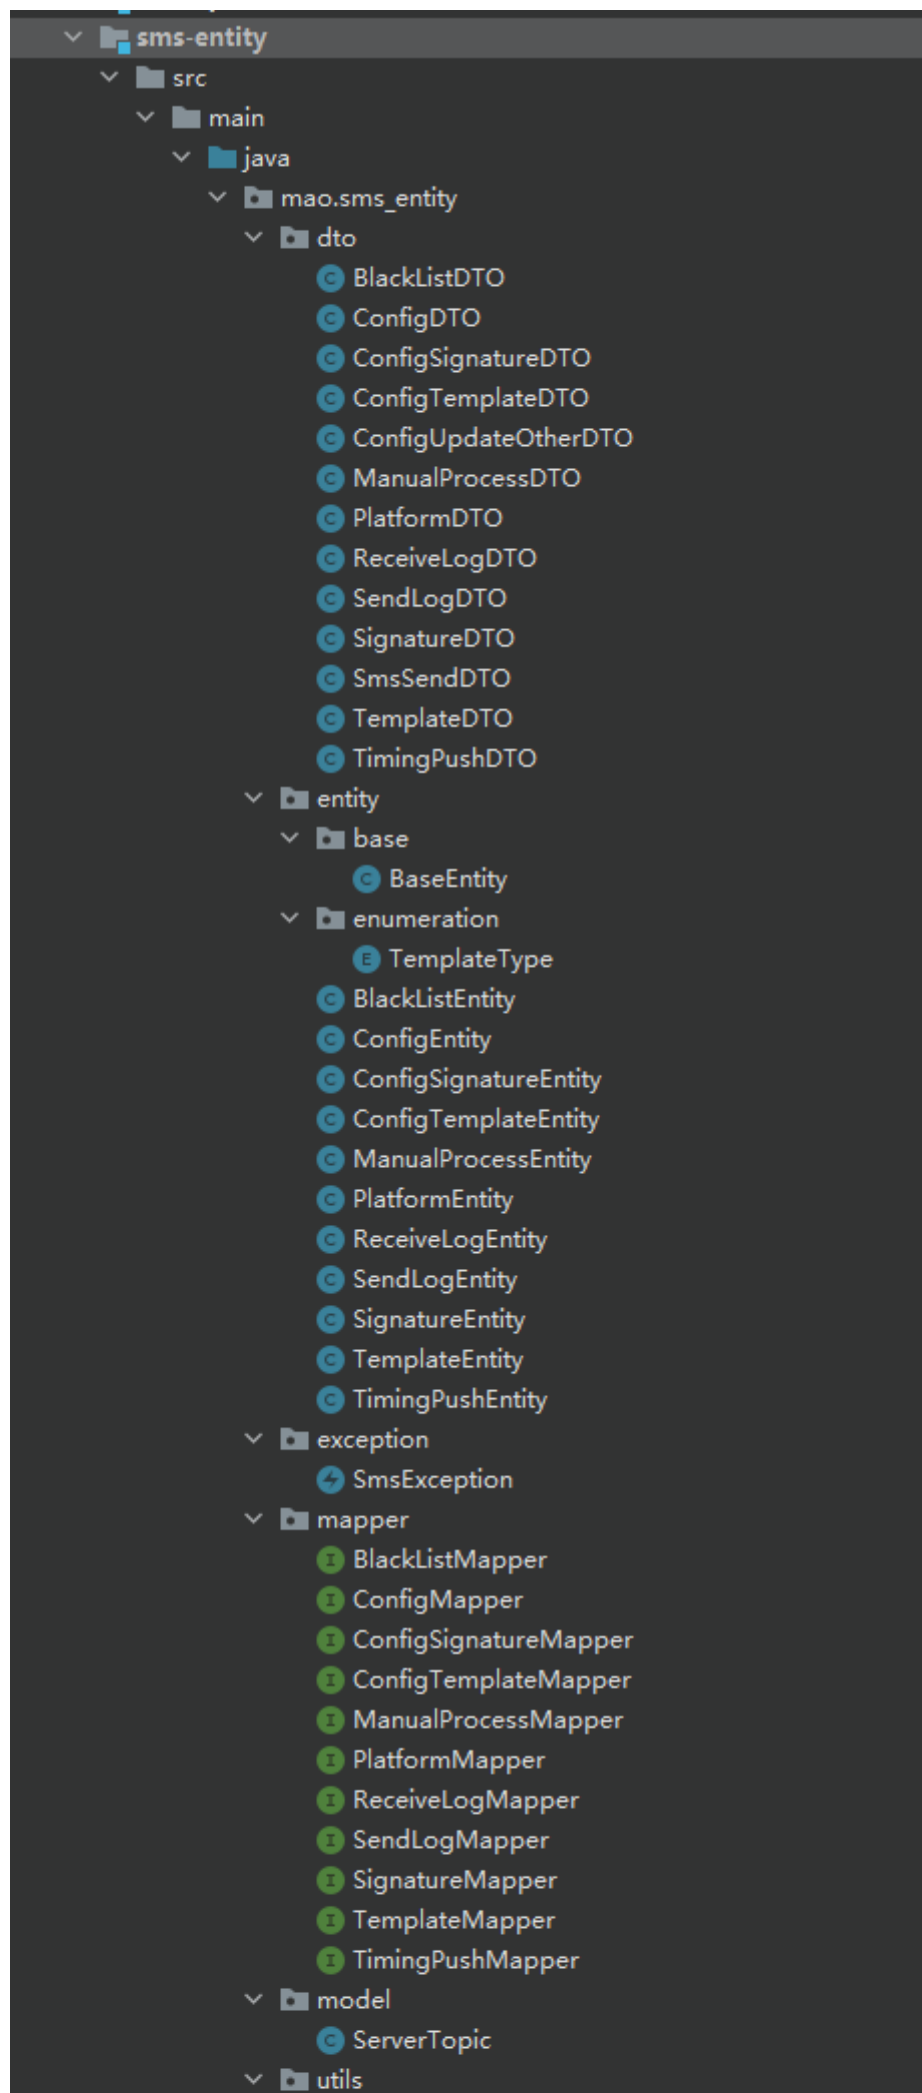 sms-entity
src
main
java
mao.sms_entity
dto
BlackListDTO
ConfigDTO
ConfigSignatureDTO
ConfigTemplateDTO
ConfigUpdateOtherDTO
ManualProcessDTO
PlatformDTO
ReceiveLogDTO
SendLogDTO
SignatureDTO
SmsSendDTO
TemplateDTO
TimingPushDTO
entity
base
BaseEntity
enumeration
TemplateType
BlackListEntity
ConfigEntity
ConfigSignatureEntity
ConfigTemplateEntity
ManualProcessEntity
PlatformEntity
ReceiveLogEntity
SendLogEntity
SignatureEntity
TemplateEntity
TimingPushEntity
exception
SmsException
mapper
BlackListMapper
ConfigMapper
ConfigSignatureMapper
ConfigTemplateMapper
ManualProcessMapper
PlatformMapper
ReceiveLogMapper
SendLogMapper
SignatureMapper
TemplateMapper
TimingPushMapper
model
ServerTopic
utils